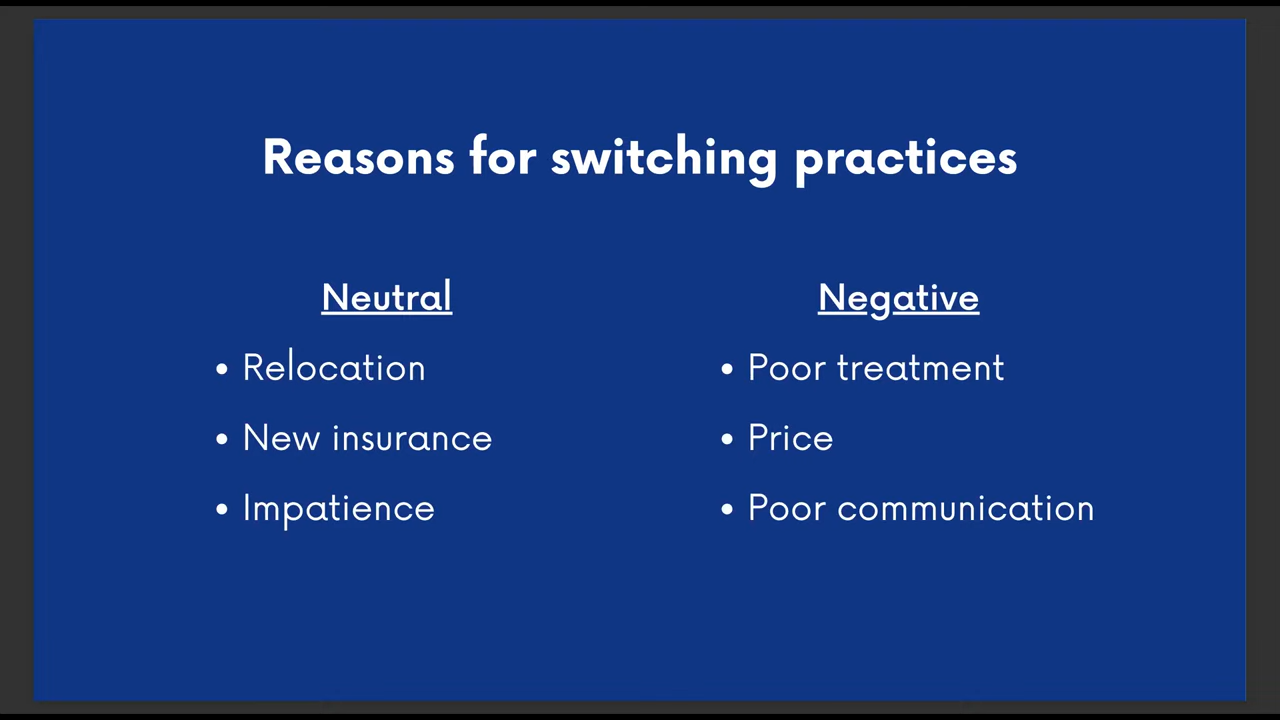 Reasons for switching practices
Neutral
• Relocation
• New insurance
• Impatience
Negative
• Poor treatment
• Price
• Poor communication